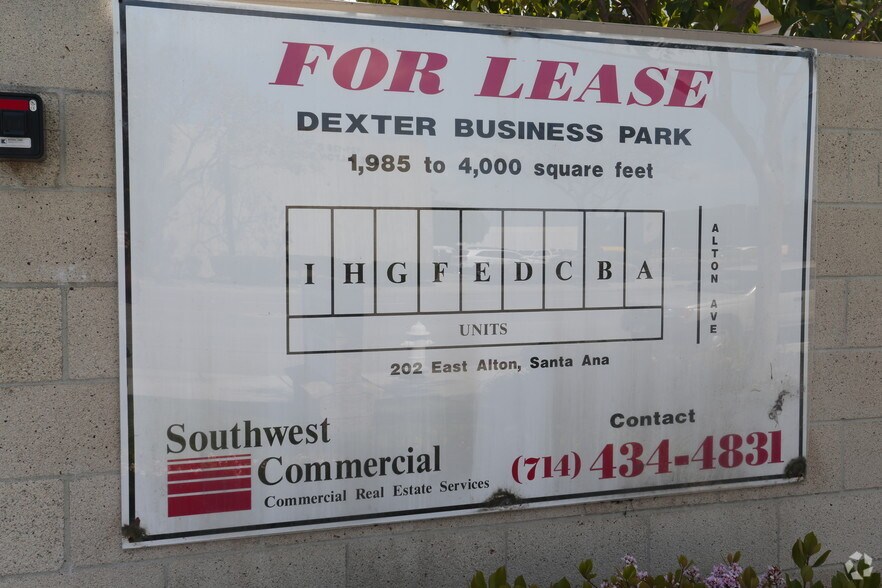 FOR LEASE
DEXTER BUSINESS PARK
1,985 to 4,000 square feet
I H G F E D C B A
ALTON AVE
UNITS
202 East Alton, Santa Ana
Southwest
Commercial
Commercial Real Estate Services
Contact
(714) 434-4831